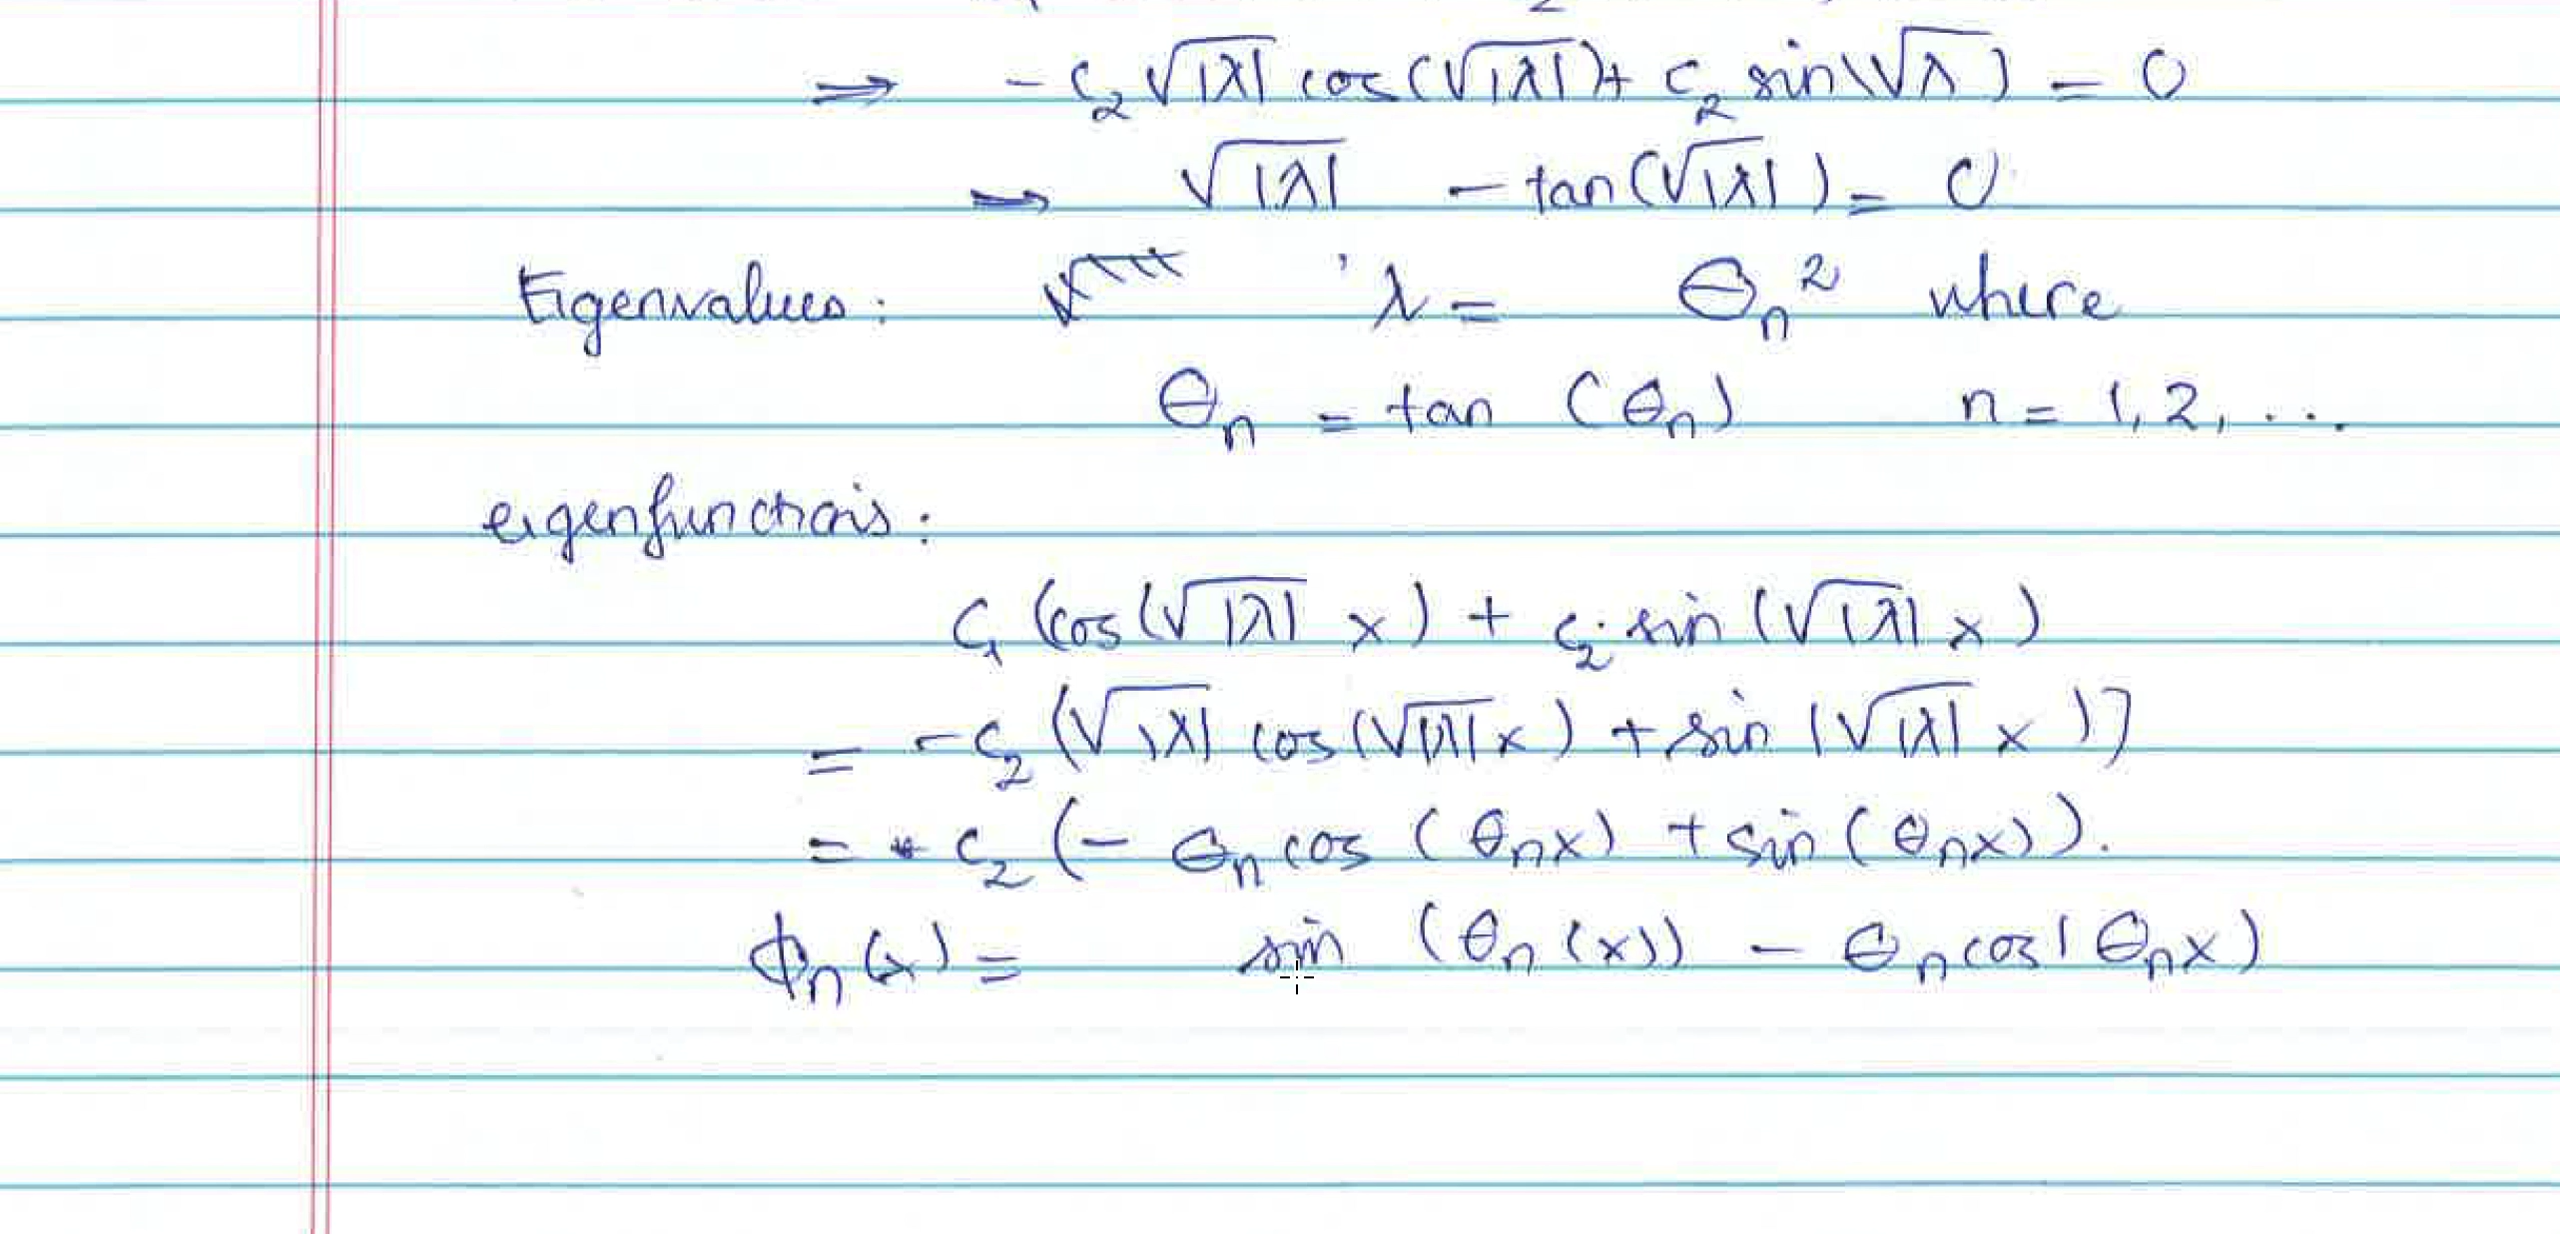 ⇒ - c₂ √|λ| cos(√|λ|) + c₂ sin(√λ) = 0
⇒ √|λ| - tan(√|λ|) = 0
Eigenvalues: λ = θₙ² where
θₙ = tan (θₙ) n = 1, 2, ...
eigenfunctions:
c₁ (cos(√|λ| x) + c₂ sin (√|λ| x)
= -c₂ (√|λ| cos(√|λ| x) + sin (√|λ| x)]
= + c₂ (- θₙ cos (θₙx) + sin (θₙx)).
ϕₙ(x) = sin (θₙ(x)) - θₙ cos(θₙx)